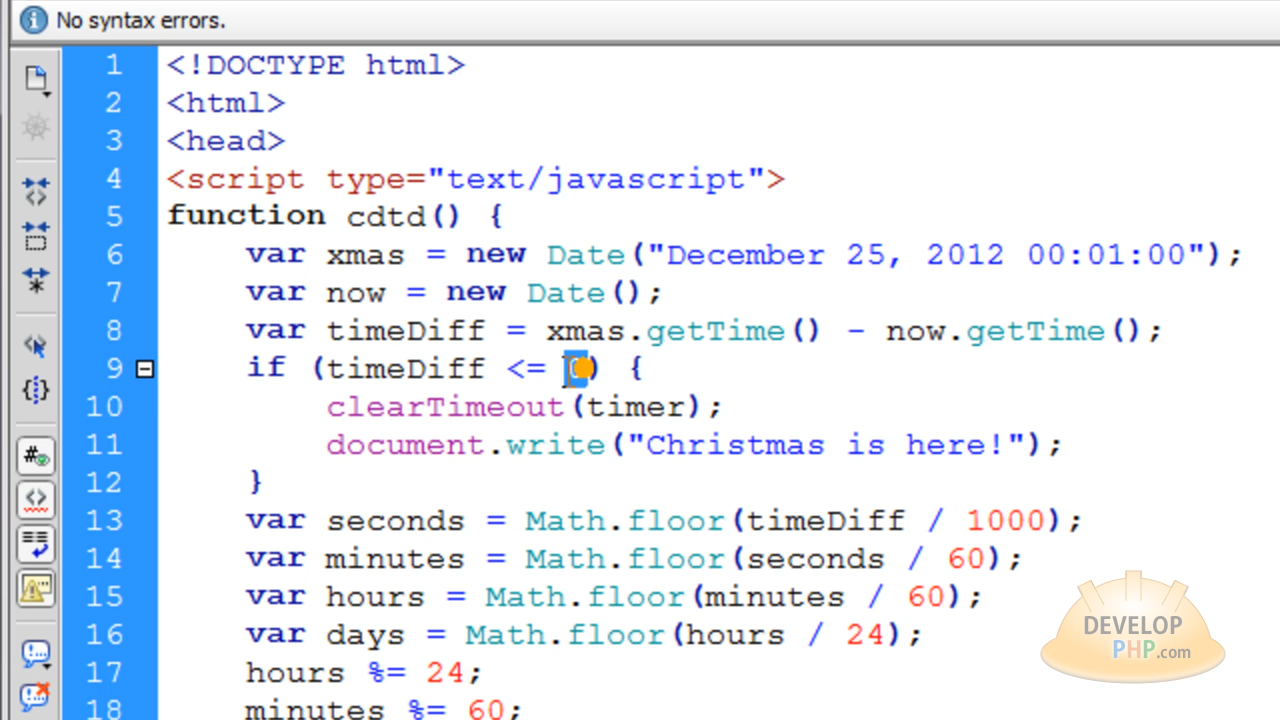 No syntax errors.
1 <!DOCTYPE html>
2 <html>
3 <head>
4 <script type="text/javascript">
5 function cdtd() {
6 var xmas = new Date("December 25, 2012 00:01:00");
7 var now = new Date();
8 var timeDiff = xmas.getTime() - now.getTime();
9 if (timeDiff <= ) {
10 clearTimeout(timer);
11 document.write("Christmas is here!");
12 }
13 var seconds = Math.floor(timeDiff / 1000);
14 var minutes = Math.floor(seconds / 60);
15 var hours = Math.floor(minutes / 60);
16 var days = Math.floor(hours / 24);
17 hours %= 24;
18 minutes %= 60;
DEVELOP
PHP.com